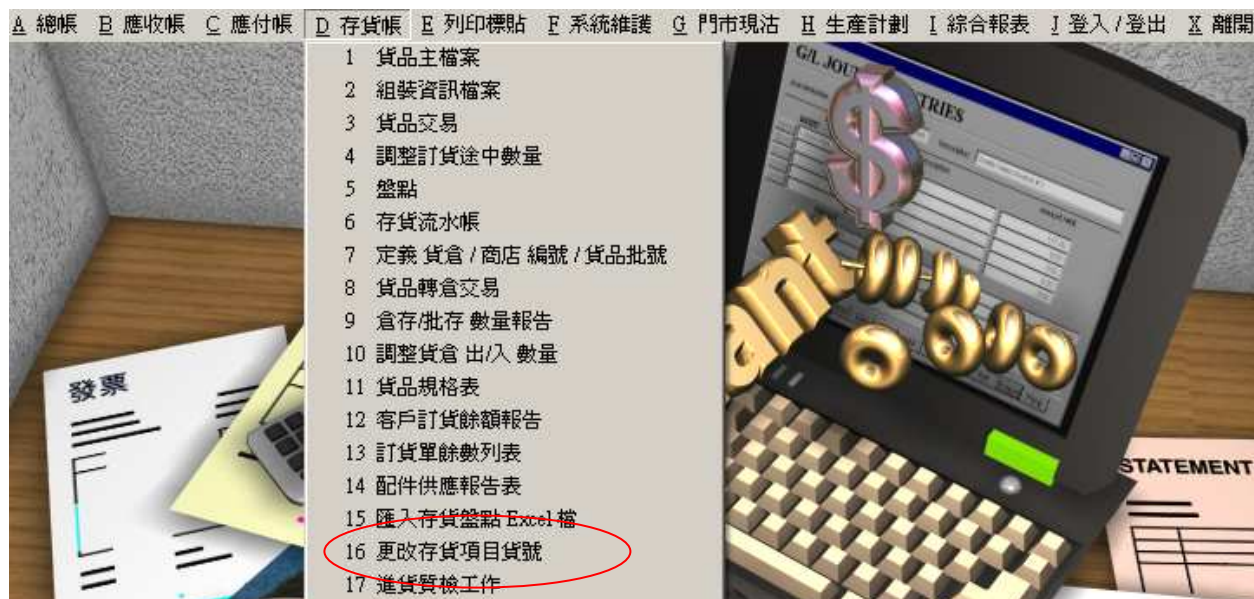 A 總帳 B 應收帳 C 應付帳 D 存貨帳 E 列印標貼 F 系統維護 G 門市現沽 H 生產計劃 I 綜合報表 J 登入/登出 X 離開
1 貨品主檔案
2 組裝資訊檔案
3 貨品交易
4 調整訂貨途中數量
5 盤點
6 存貨流水帳
7 定義 貨倉 / 商店 編號 / 貨品批號
8 貨品轉倉交易
9 倉存/批存 數量報告
10 調整貨倉 出/入 數量
11 貨品規格表
12 客戶訂貨餘額報告
13 訂貨單餘數列表
14 配件供應報告表
15 匯入存貨盤點 Excel 檔
16 更改存貨項目貨號
17 進貨質檢工作
發票
G/L JOU
TRIES
$
ant
STATEMENT